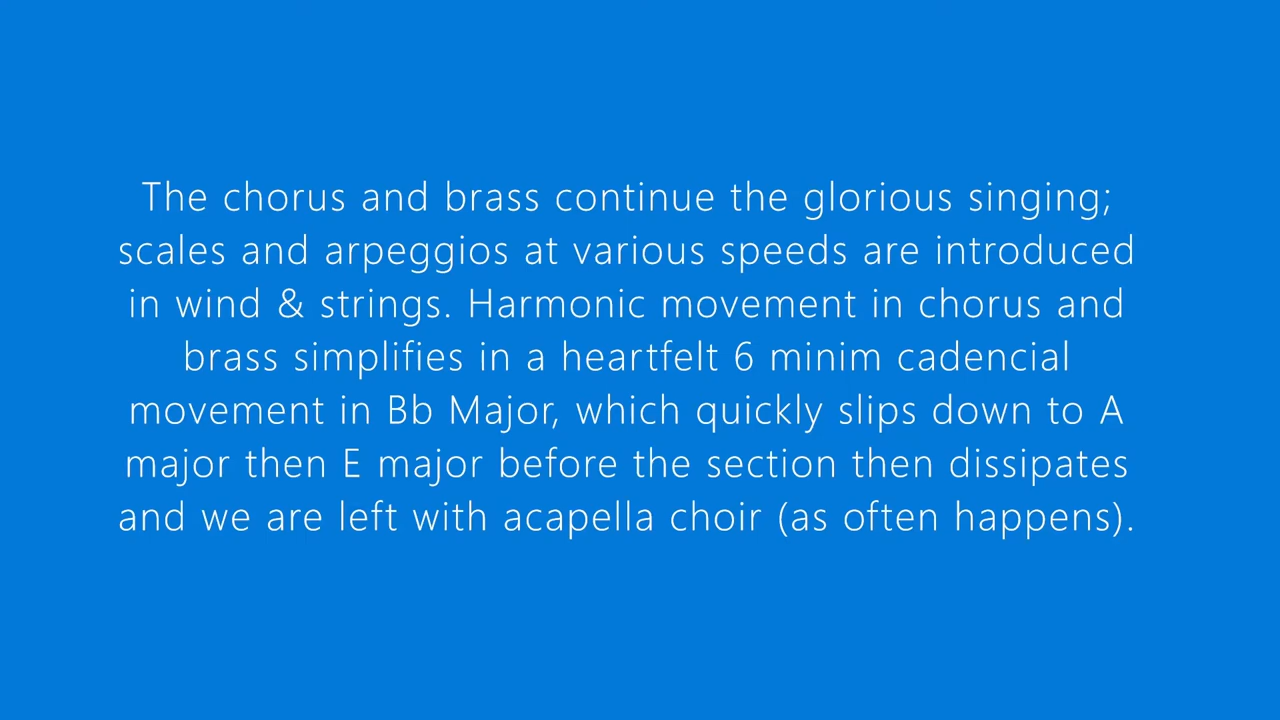 The chorus and brass continue the glorious singing;
scales and arpeggios at various speeds are introduced
in wind & strings. Harmonic movement in chorus and
brass simplifies in a heartfelt 6 minim cadencial
movement in Bb Major, which quickly slips down to A
major then E major before the section then dissipates
and we are left with acapella choir (as often happens).